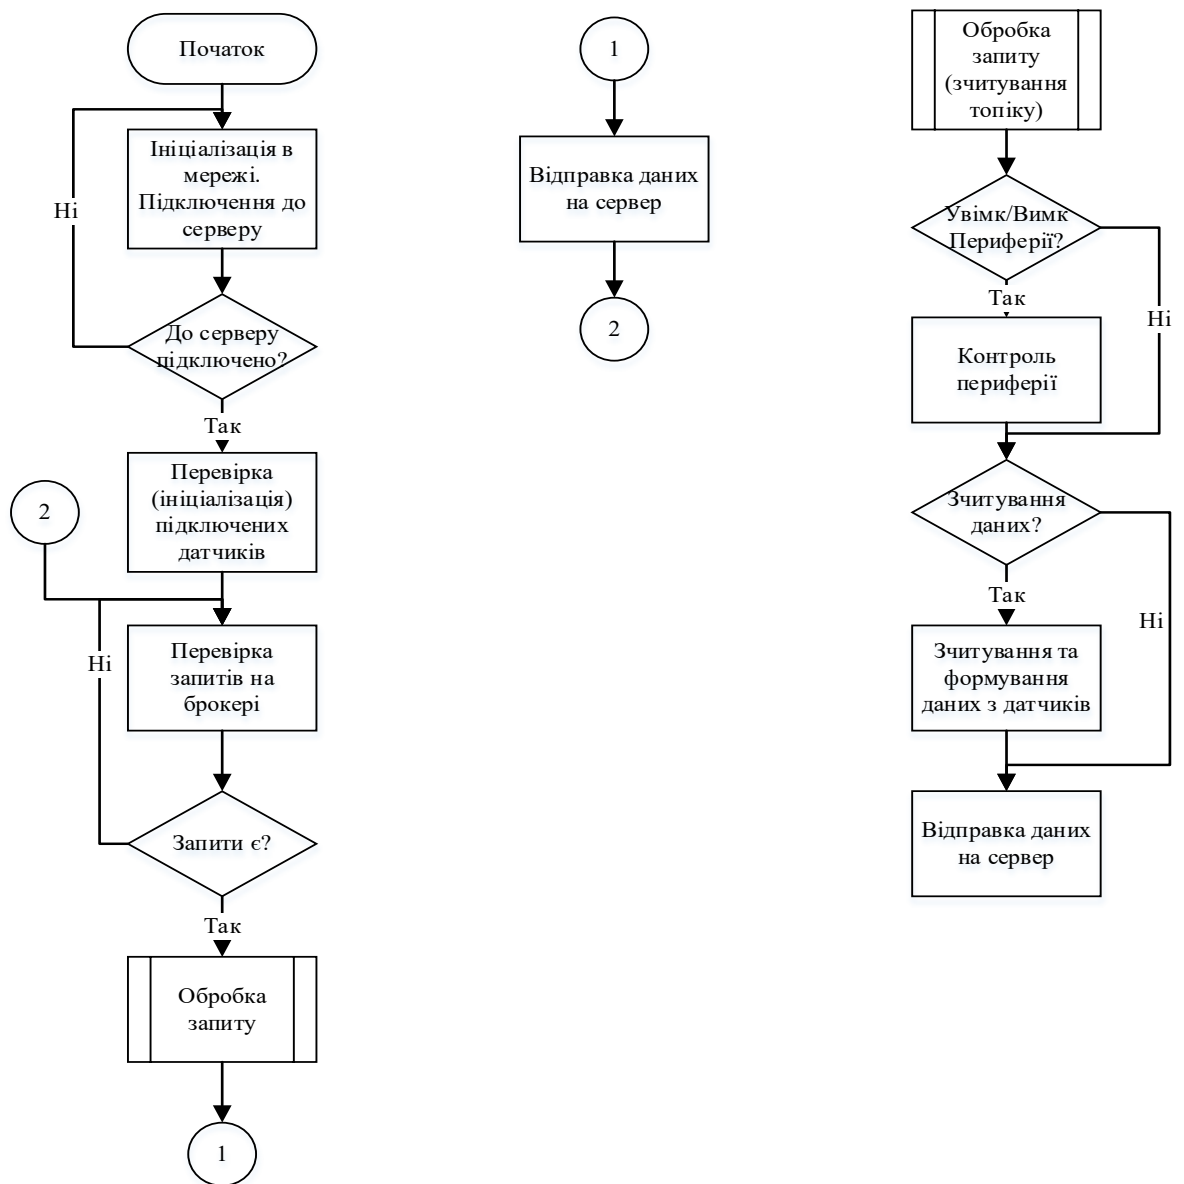 Початок
Ініціалізація в
мережі.
Підключення до
серверу
Ні
До серверу
підключено?
Так
Перевірка
(ініціалізація)
підключених
датчиків
2
Ні
Перевірка
запитів на
брокері
Запити є?
Так
Обробка
запиту
1
1
Відправка даних
на сервер
2
Обробка
запиту
(зчитування
топіку)
Увімк/Вимк
Периферії?
Так
Ні
Контроль
периферії
Зчитування
даних?
Так
Ні
Зчитування та
формування
даних з датчиків
Відправка даних
на сервер